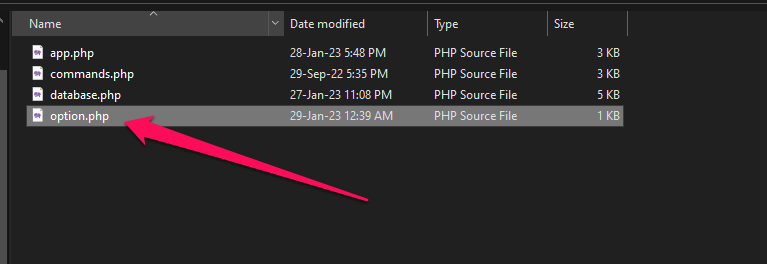 Name Date modified Type Size
app.php 28-Jan-23 5:48 PM PHP Source File 3 KB
commands.php 29-Sep-22 5:35 PM PHP Source File 3 KB
database.php 27-Jan-23 11:08 PM PHP Source File 5 KB
option.php 29-Jan-23 12:39 AM PHP Source File 1 KB